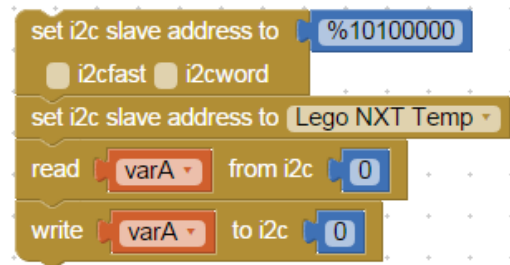 set i2c slave address to %10100000
i2cfast i2cword
set i2c slave address to Lego NXT Temp
read varA from i2c 0
write varA to i2c 0